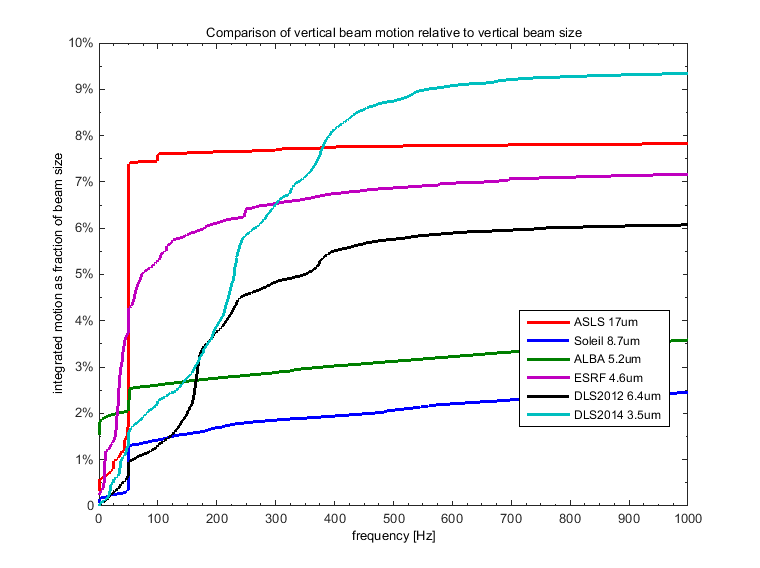 Comparison of vertical beam motion relative to vertical beam size
integrated motion as fraction of beam size
10%
9%
8%
7%
6%
5%
4%
3%
2%
1%
0
ASLS 17um
Soleil 8.7um
ALBA 5.2um
ESRF 4.6um
DLS2012 6.4um
DLS2014 3.5um
0 100 200 300 400 500 600 700 800 900 1000
frequency [Hz]